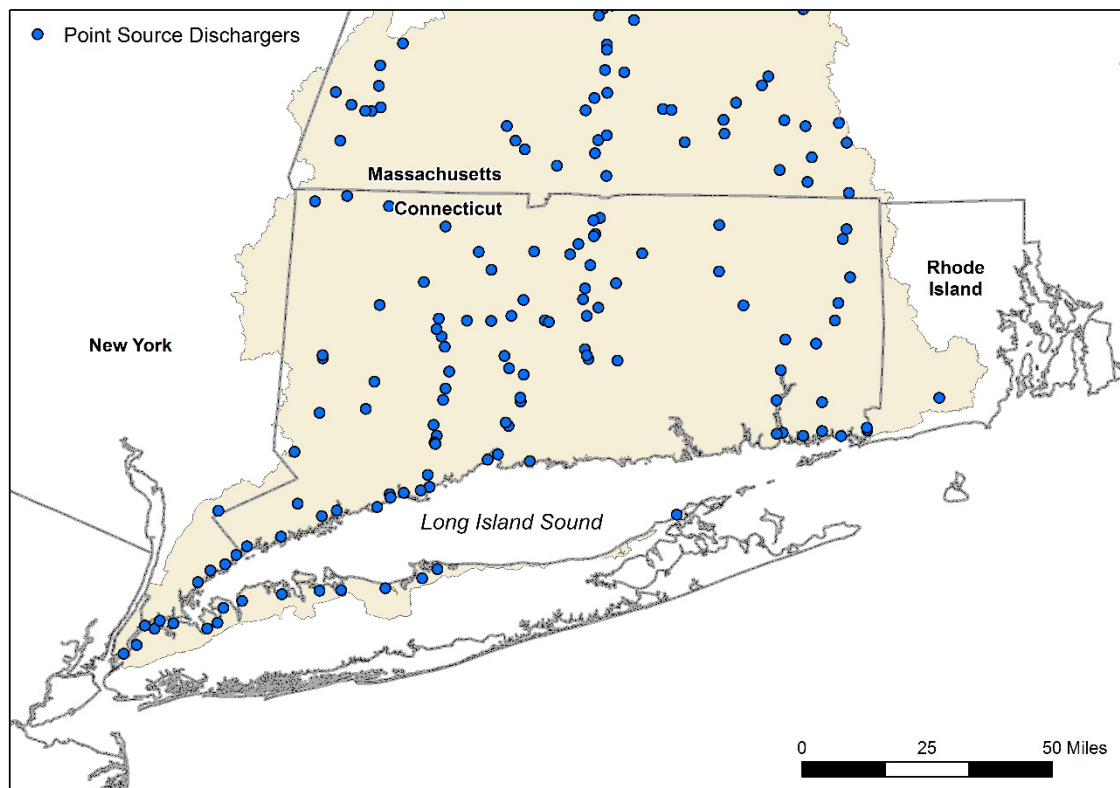 Point Source Dischargers
Massachusetts
Connecticut
Rhode
Island
New York
Long Island Sound
0 25 50 Miles